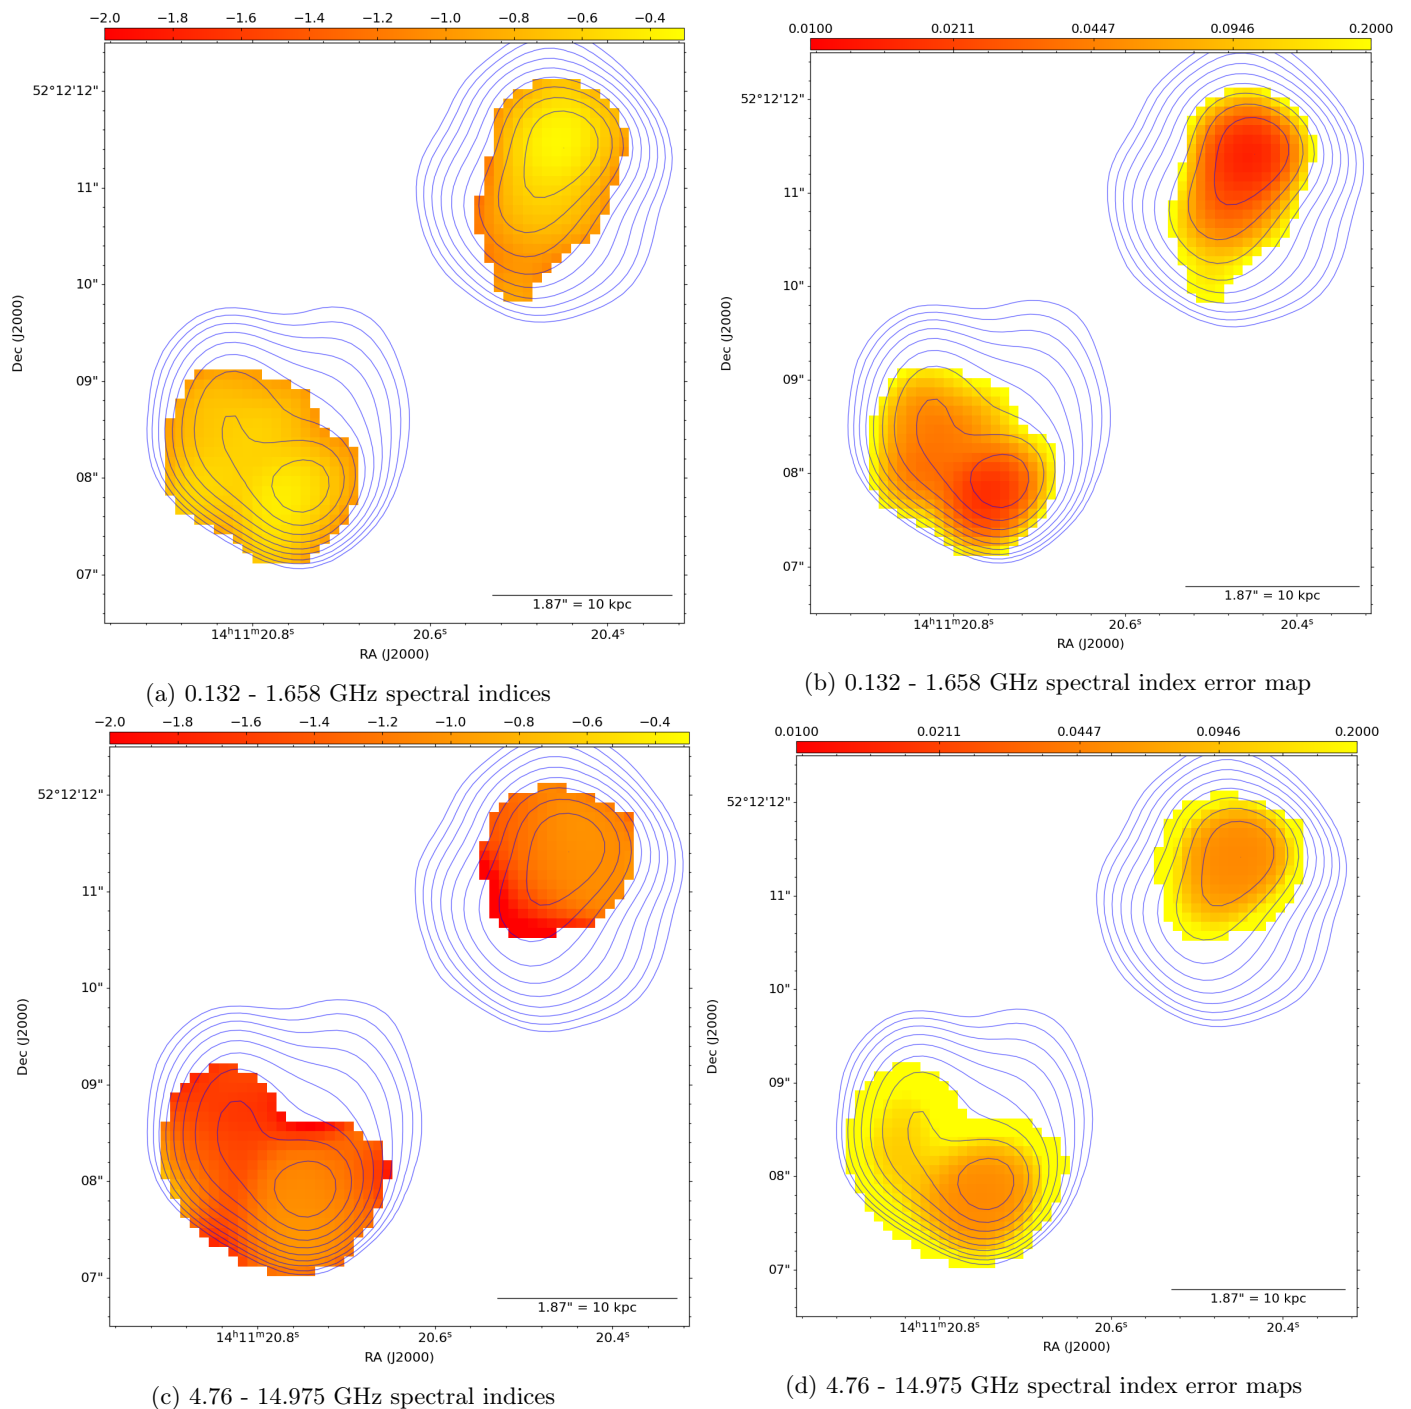 −2.0 −1.8 −1.6 −1.4 −1.2 −1.0 −0.8 −0.6 −0.4
52°12'12"
11"
10"
09"
08"
07"
Dec (J2000)
1.87" = 10 kpc
14ʰ11ᵐ20.8ˢ 20.6ˢ 20.4ˢ
RA (J2000)
(a) 0.132 - 1.658 GHz spectral indices
0.0100 0.0211 0.0447 0.0946 0.2000
52°12'12"
11"
10"
09"
08"
07"
Dec (J2000)
1.87" = 10 kpc
14ʰ11ᵐ20.8ˢ 20.6ˢ 20.4ˢ
RA (J2000)
(b) 0.132 - 1.658 GHz spectral index error map
−2.0 −1.8 −1.6 −1.4 −1.2 −1.0 −0.8 −0.6 −0.4
52°12'12"
11"
10"
09"
08"
07"
Dec (J2000)
1.87" = 10 kpc
14ʰ11ᵐ20.8ˢ 20.6ˢ 20.4ˢ
RA (J2000)
(c) 4.76 - 14.975 GHz spectral indices
0.0100 0.0211 0.0447 0.0946 0.2000
52°12'12"
11"
10"
09"
08"
07"
Dec (J2000)
1.87" = 10 kpc
14ʰ11ᵐ20.8ˢ 20.6ˢ 20.4ˢ
RA (J2000)
(d) 4.76 - 14.975 GHz spectral index error maps